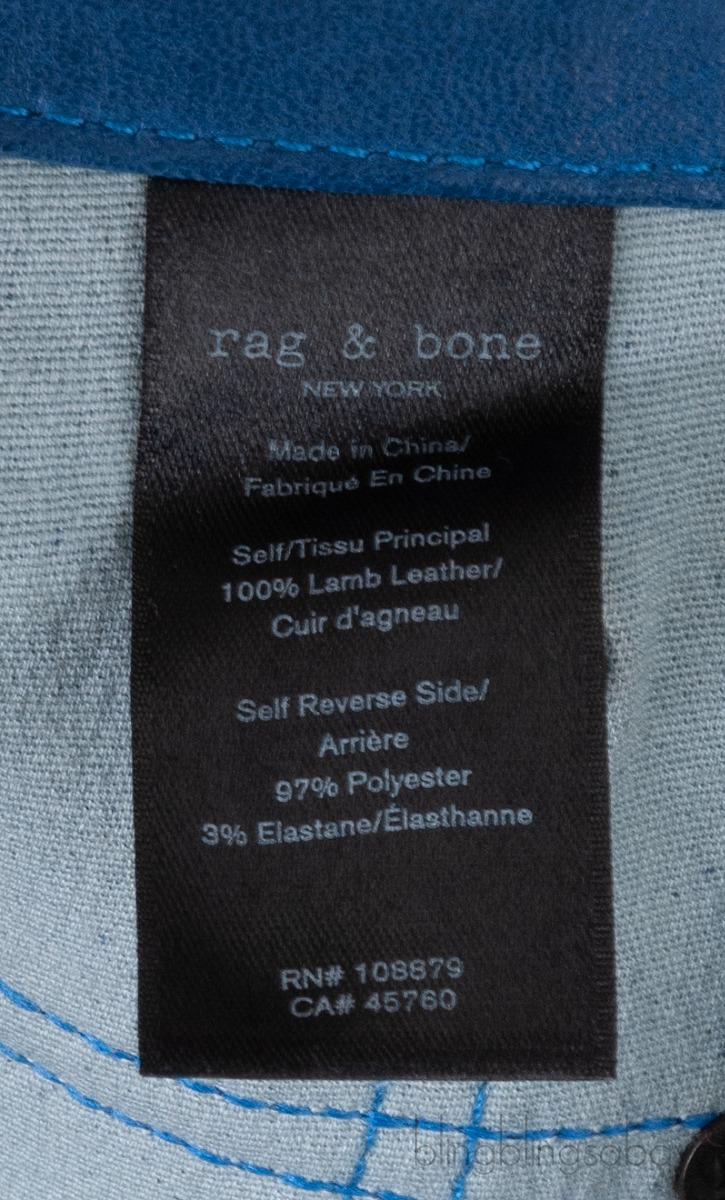 rag & bone
NEW YORK
Made in China/
Fabriqué En Chine
Self/Tissu Principal
100% Lamb Leather/
Cuir d'agneau
Self Reverse Side/
Arrière
97% Polyester
3% Elastane/Élasthanne
RN# 108879
CA# 45760